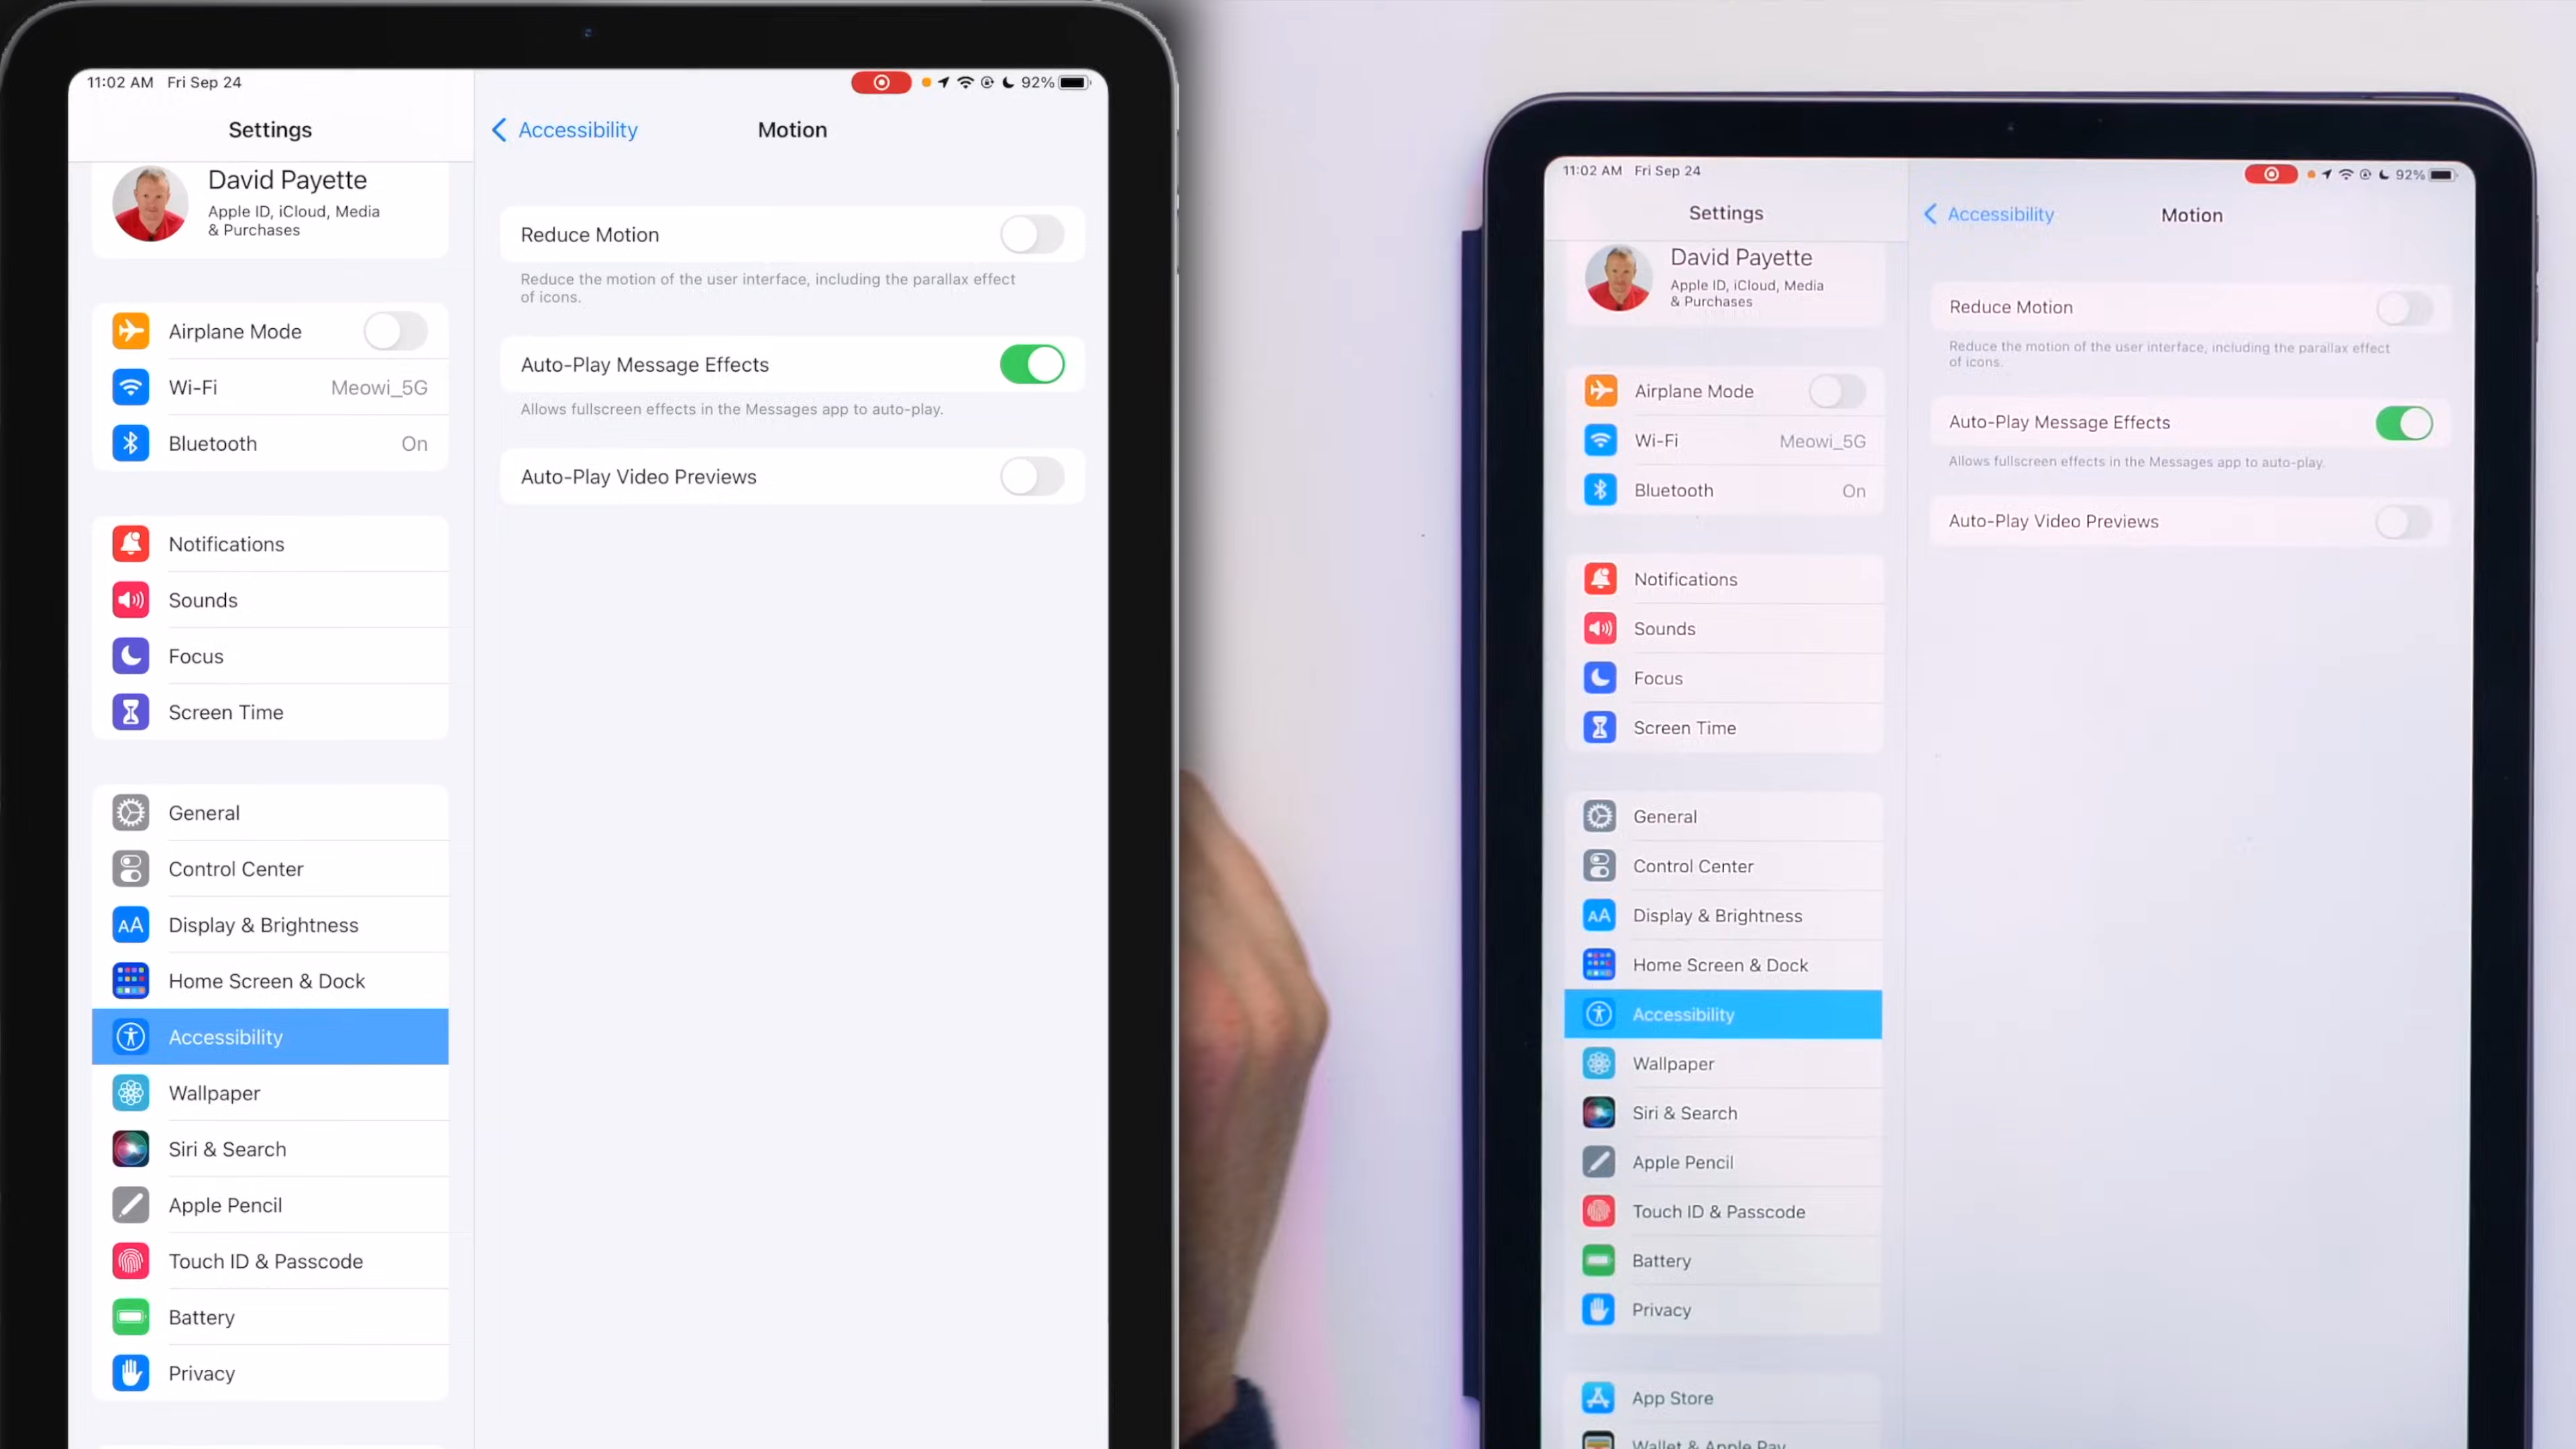 11:02 AM Fri Sep 24
92%
Settings
David Payette
Apple ID, iCloud, Media
& Purchases
Airplane Mode
Wi-Fi Meowi_5G
Bluetooth On
Notifications
Sounds
Focus
Screen Time
General
Control Center
AA Display & Brightness
Home Screen & Dock
Accessibility
Wallpaper
Siri & Search
Apple Pencil
Touch ID & Passcode
Battery
Privacy
Accessibility Motion
Reduce Motion
Reduce the motion of the user interface, including the parallax effect
of icons.
Auto-Play Message Effects
Allows fullscreen effects in the Messages app to auto-play.
Auto-Play Video Previews
11:02 AM Fri Sep 24
92%
Settings
David Payette
Apple ID, iCloud, Media
& Purchases
Airplane Mode
Wi-Fi Meowi_5G
Bluetooth On
Notifications
Sounds
Focus
Screen Time
General
Control Center
AA Display & Brightness
Home Screen & Dock
Accessibility
Wallpaper
Siri & Search
Apple Pencil
Touch ID & Passcode
Battery
Privacy
App Store
Wallet & Apple Pay
Accessibility Motion
Reduce Motion
Reduce the motion of the user interface, including the parallax effect
of icons.
Auto-Play Message Effects
Allows fullscreen effects in the Messages app to auto-play.
Auto-Play Video Previews